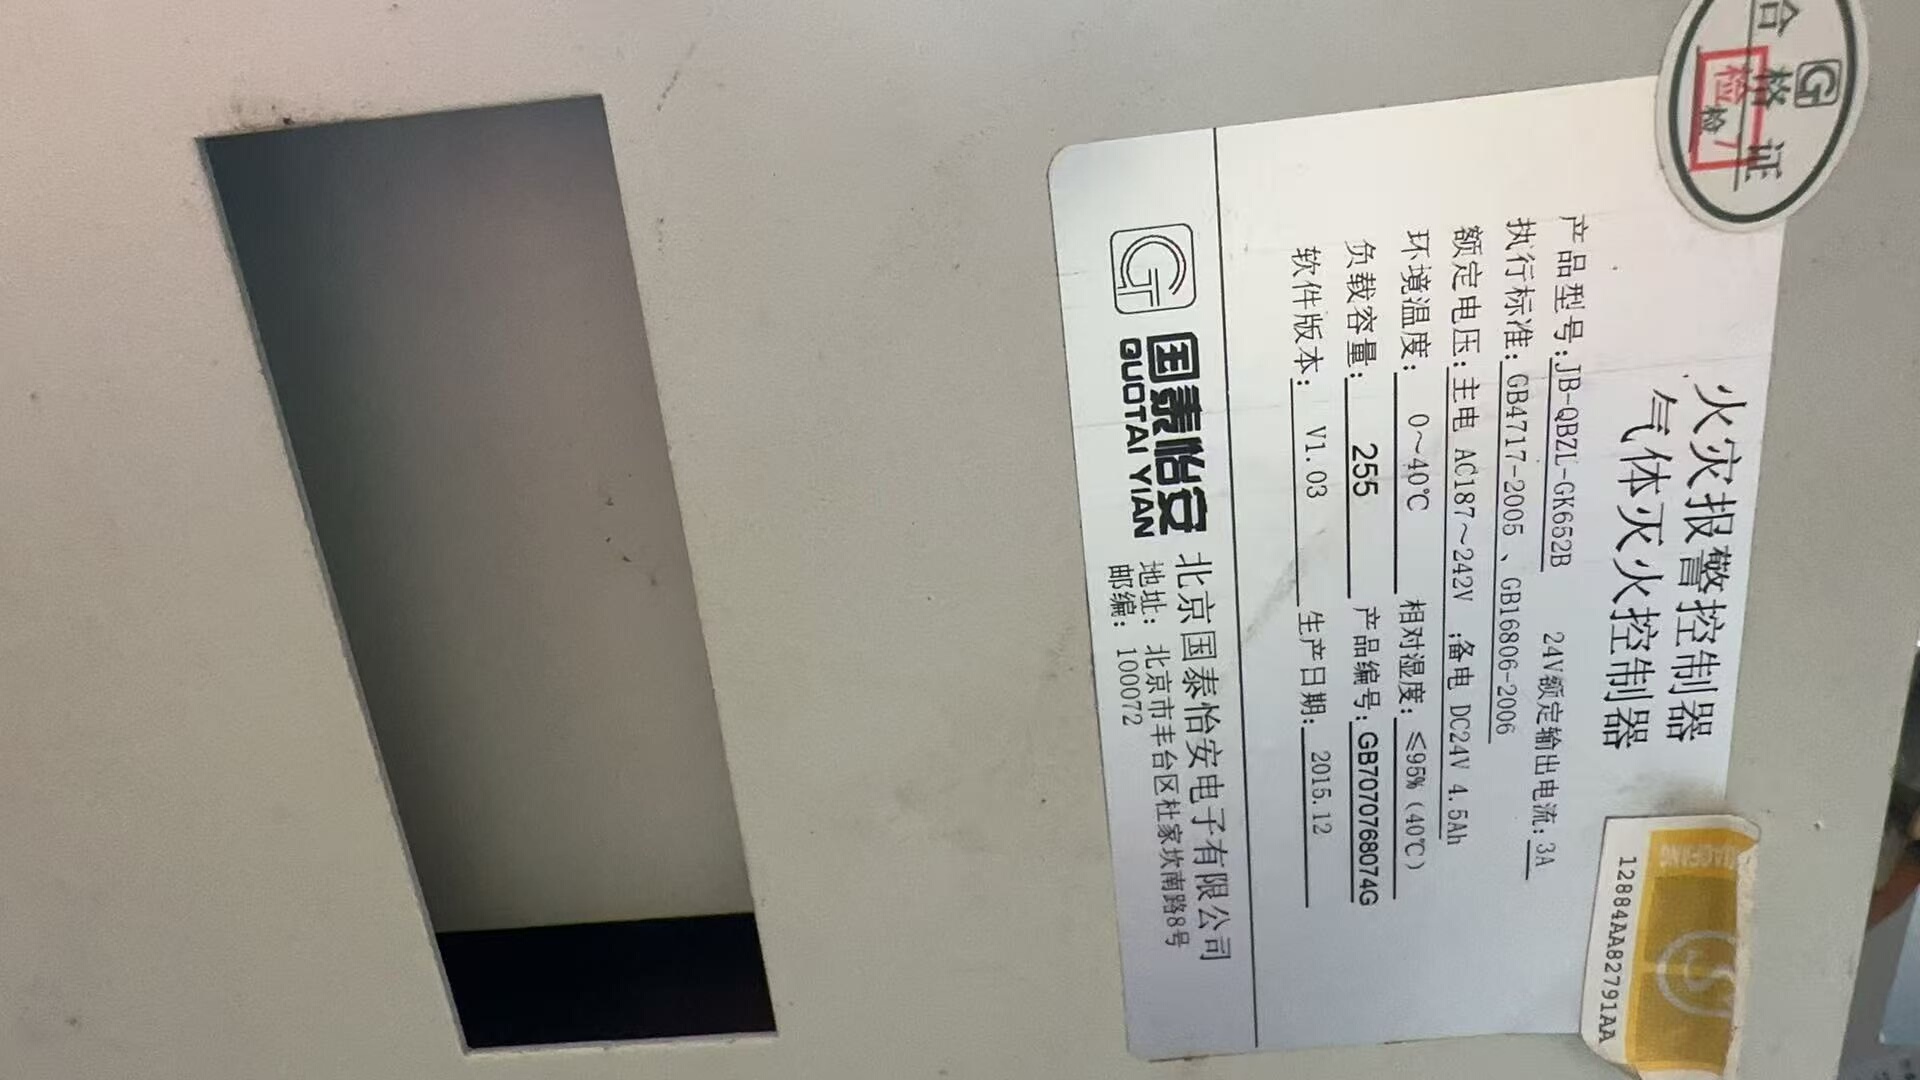 合格证
检
检7
火灾报警控制器
气体灭火控制器
产品型号:JB-QBZL-GK652B 24V额定输出电流:3A
执行标准:GB4717-2005、GB16806-2006
额定电压:主电 AC187～242V ;备电 DC24V 4.5Ah
环境温度: 0～40℃ 相对湿度: ≤95%(40℃)
负载容量: 255 产品编号:GB7070768074G
软件版本: V1.03 生产日期: 2015.12
国泰怡安
GUOTAI YIAN
北京国泰怡安电子有限公司
地址: 北京市丰台区杜家坎南路8号
邮编: 100072
12884AA82791AA